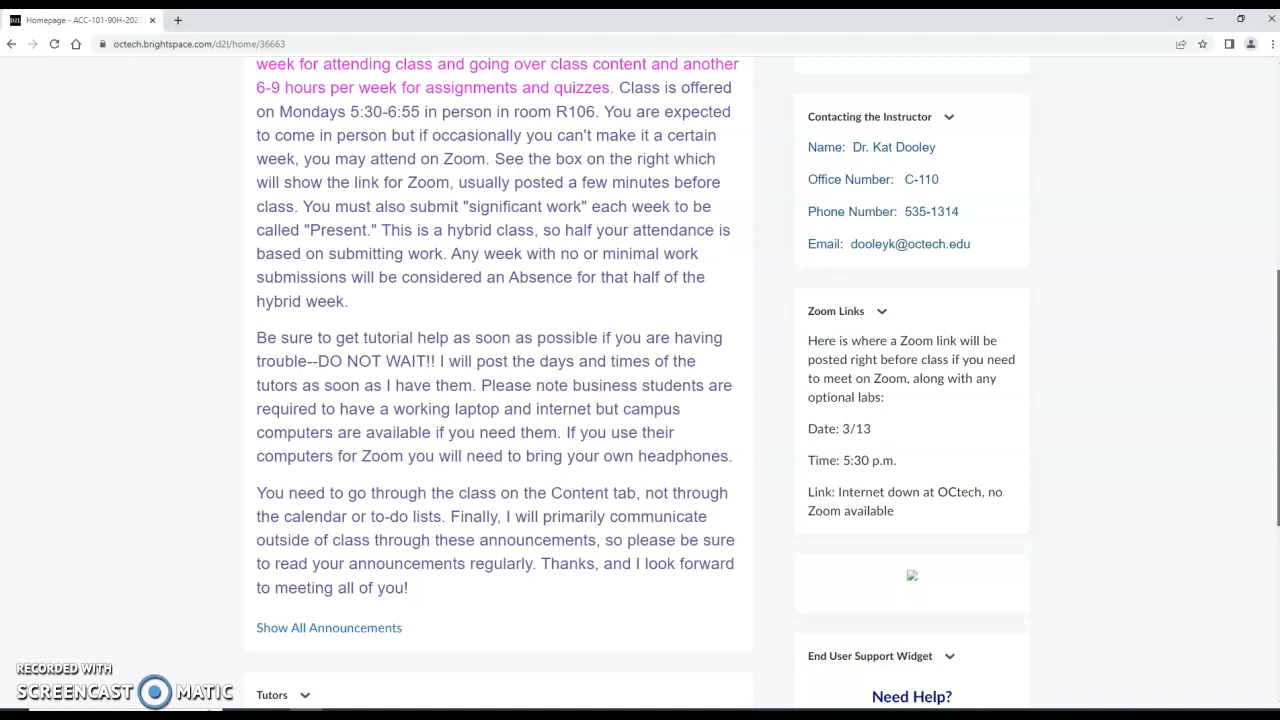 Homepage - ACC-101-90H-202
octech.brightspace.com/d2l/home/36663
week for attending class and going over class content and another
6-9 hours per week for assignments and quizzes. Class is offered
on Mondays 5:30-6:55 in person in room R106. You are expected
to come in person but if occasionally you can't make it a certain
week, you may attend on Zoom. See the box on the right which
will show the link for Zoom, usually posted a few minutes before
class. You must also submit "significant work" each week to be
called "Present." This is a hybrid class, so half your attendance is
based on submitting work. Any week with no or minimal work
submissions will be considered an Absence for that half of the
hybrid week.
Be sure to get tutorial help as soon as possible if you are having
trouble--DO NOT WAIT!! I will post the days and times of the
tutors as soon as I have them. Please note business students are
required to have a working laptop and internet but campus
computers are available if you need them. If you use their
computers for Zoom you will need to bring your own headphones.
You need to go through the class on the Content tab, not through
the calendar or to-do lists. Finally, I will primarily communicate
outside of class through these announcements, so please be sure
to read your announcements regularly. Thanks, and I look forward
to meeting all of you!
Show All Announcements
Tutors
Contacting the Instructor
Name: Dr. Kat Dooley
Office Number: C-110
Phone Number: 535-1314
Email: dooleyk@octech.edu
Zoom Links
Here is where a Zoom link will be
posted right before class if you need
to meet on Zoom, along with any
optional labs:
Date: 3/13
Time: 5:30 p.m.
Link: Internet down at OCtech, no
Zoom available
End User Support Widget
Need Help?
RECORDED WITH
SCREENCAST MATIC